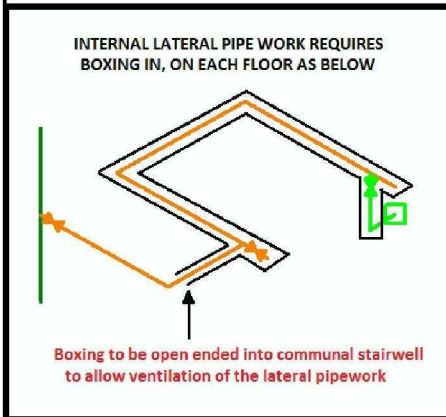 INTERNAL LATERAL PIPE WORK REQUIRES
BOXING IN, ON EACH FLOOR AS BELOW
Boxing to be open ended into communal stairwell
to allow ventilation of the lateral pipework